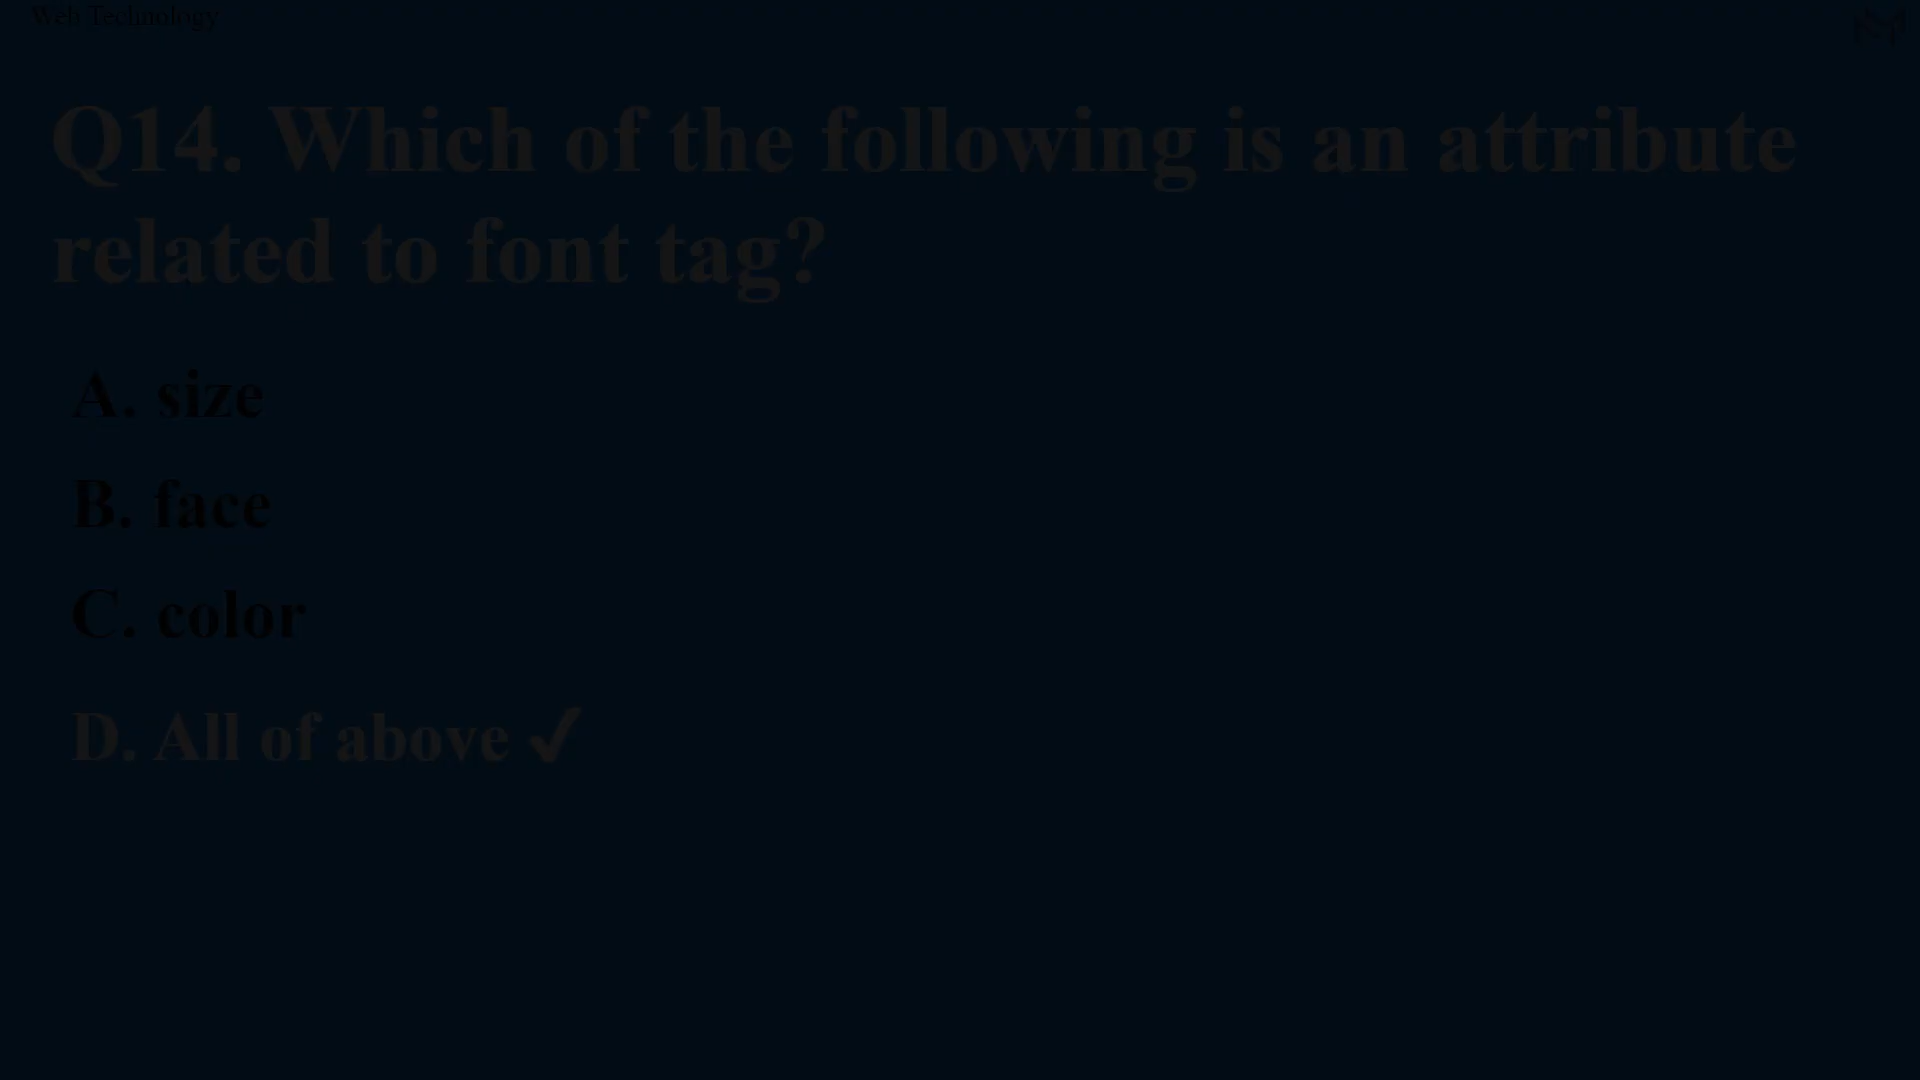 Web Technology
Q14. Which of the following is an attribute
related to font tag?
A. size
B. face
C. color
D. All of above ✓